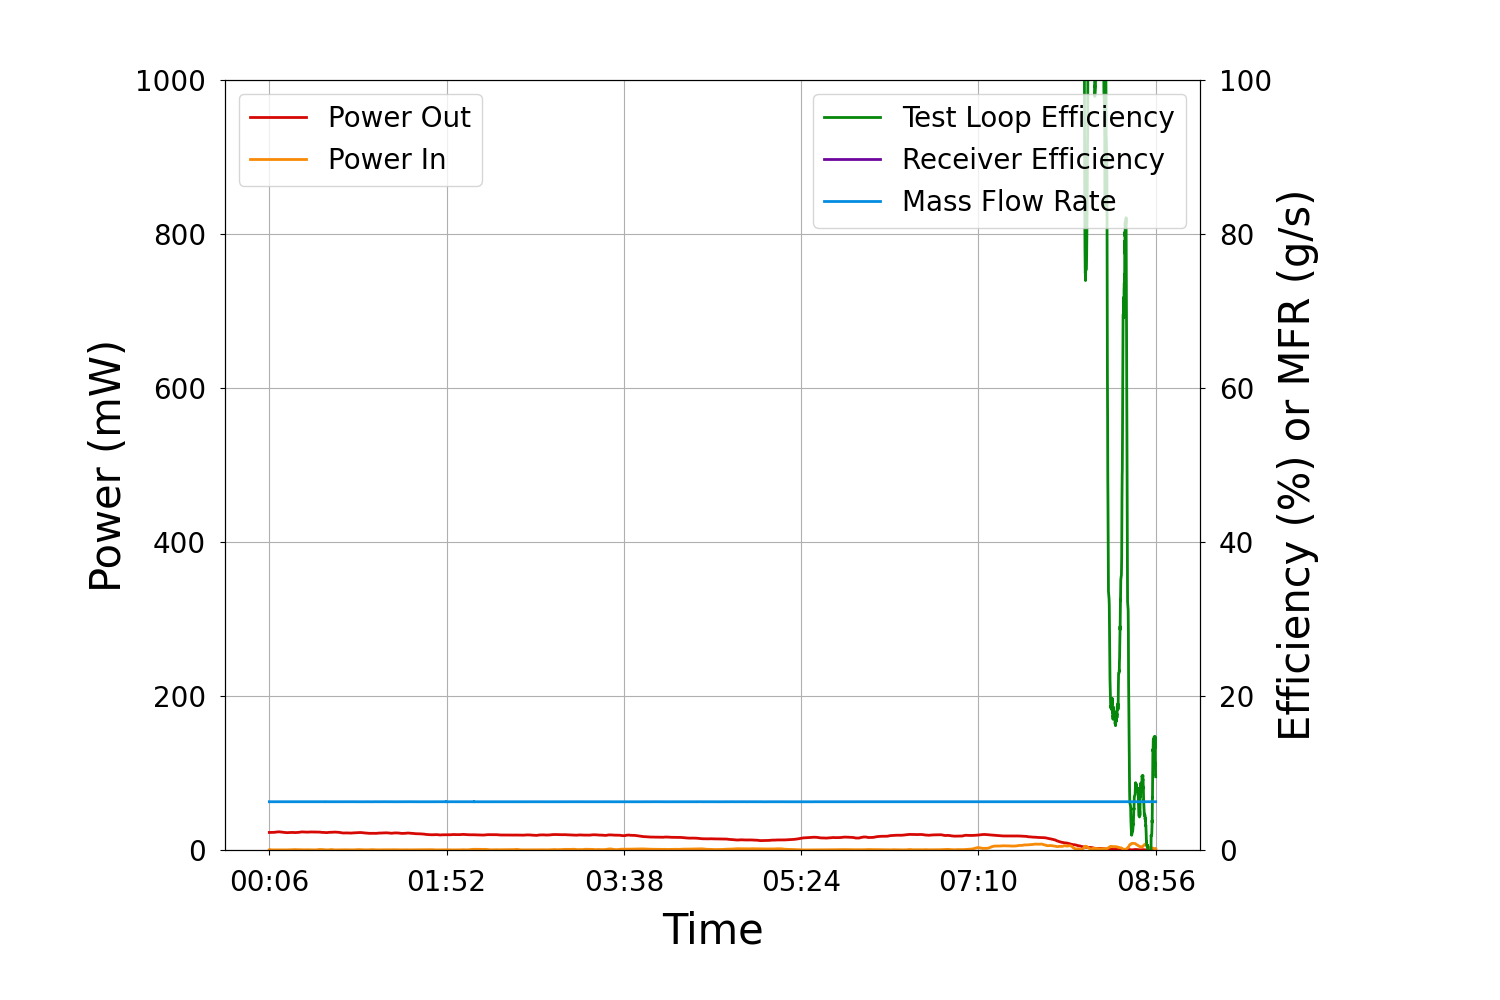 Power Out
Power In
Test Loop Efficiency
Receiver Efficiency
Mass Flow Rate
1000
800
600
400
200
0
Power (mW)
100
80
60
40
20
0
Efficiency (%) or MFR (g/s)
00:06 01:52 03:38 05:24 07:10 08:56
Time